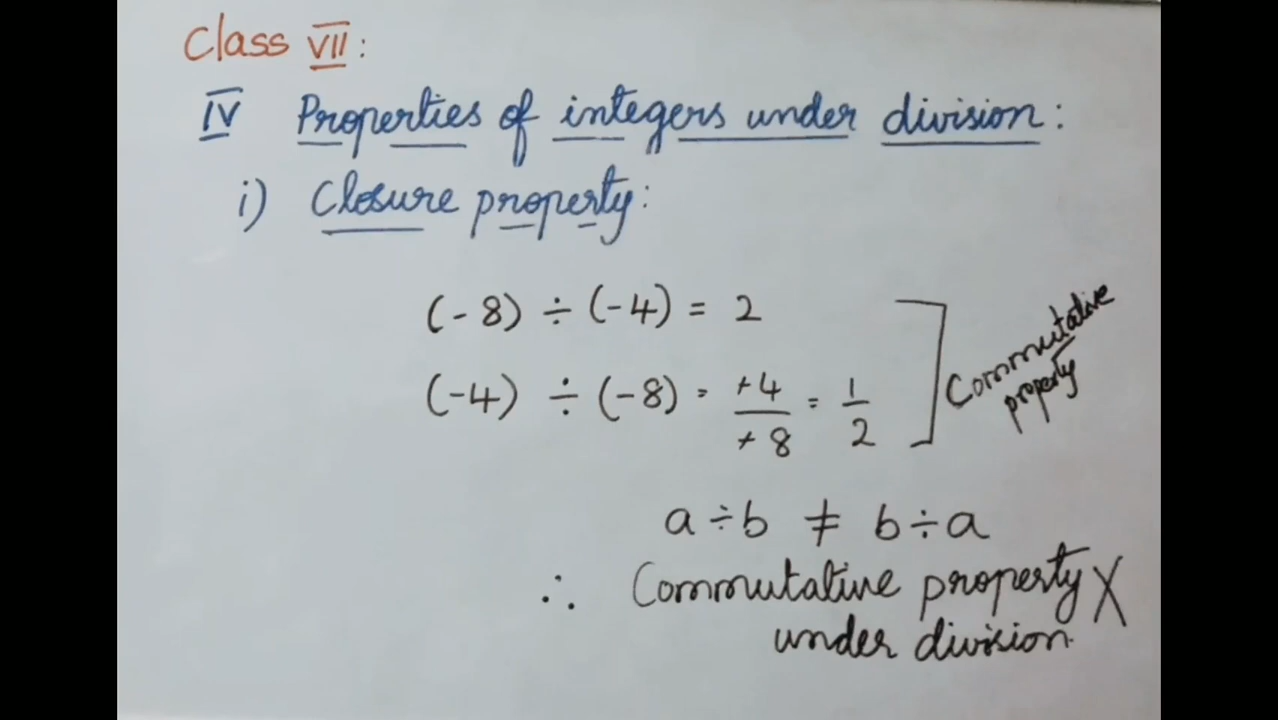 Class VII:
IV Properties of integers under division:
i) Closure property:
(-8) ÷ (-4) = 2
(-4) ÷ (-8) = +4/+8 = 1/2
Commutative
property
a ÷ b ≠ b ÷ a
∴ Commutative property X
under division.